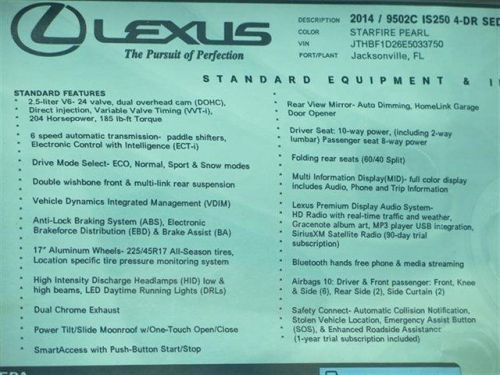 LEXUS
The Pursuit of Perfection
DESCRIPTION 2014 / 9502C IS250 4-DR SED
COLOR STARFIRE PEARL
VIN JTHBF1D26E5033750
PORT/PLANT Jacksonville, FL
STANDARD EQUIPMENT & I
STANDARD FEATURES
• 2.5-liter V6- 24 valve, dual overhead cam (DOHC),
Direct injection, Variable Valve Timing (VVT-i),
204 Horsepower, 185 lb-ft Torque
• 6 speed automatic transmission- paddle shifters,
Electronic Control with Intelligence (ECT-i)
• Drive Mode Select- ECO, Normal, Sport & Snow modes
• Double wishbone front & multi-link rear suspension
• Vehicle Dynamics Integrated Management (VDIM)
• Anti-Lock Braking System (ABS), Electronic
Brakeforce Distribution (EBD) & Brake Assist (BA)
• 17" Aluminum Wheels- 225/45R17 All-Season tires,
Location specific tire pressure monitoring system
• High Intensity Discharge Headlamps (HID) low &
high beams, LED Daytime Running Lights (DRLs)
• Dual Chrome Exhaust
• Power Tilt/Slide Moonroof w/One-Touch Open/Close
• SmartAccess with Push-Button Start/Stop
• Rear View Mirror- Auto Dimming, HomeLink Garage
Door Opener
• Driver Seat: 10-way power, (including 2-way
lumbar) Passenger seat 8-way power
• Folding rear seats (60/40 Split)
• Multi Information Display(MID)- full color display
includes Audio, Phone and Trip Information
• Lexus Premium Display Audio System-
HD Radio with real-time traffic and weather,
Gracenote album art, MP3 player USB integration,
SiriusXM Satellite Radio (90-day trial
subscription)
• Bluetooth hands free phone & media streaming
• Airbags 10: Driver & Front passenger: Front, Knee
& Side (6), Rear Side (2), Side Curtain (2)
• Safety Connect- Automatic Collision Notification,
Stolen Vehicle Location, Emergency Assist Button
(SOS), & Enhanced Roadside Assistance
(1-year trial subscription included)